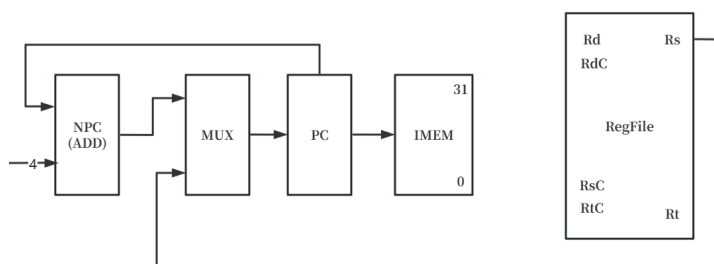 4
NPC
(ADD)
MUX
PC
31
IMEM
0
Rd
Rs
RdC
RegFile
RsC
RtC
Rt